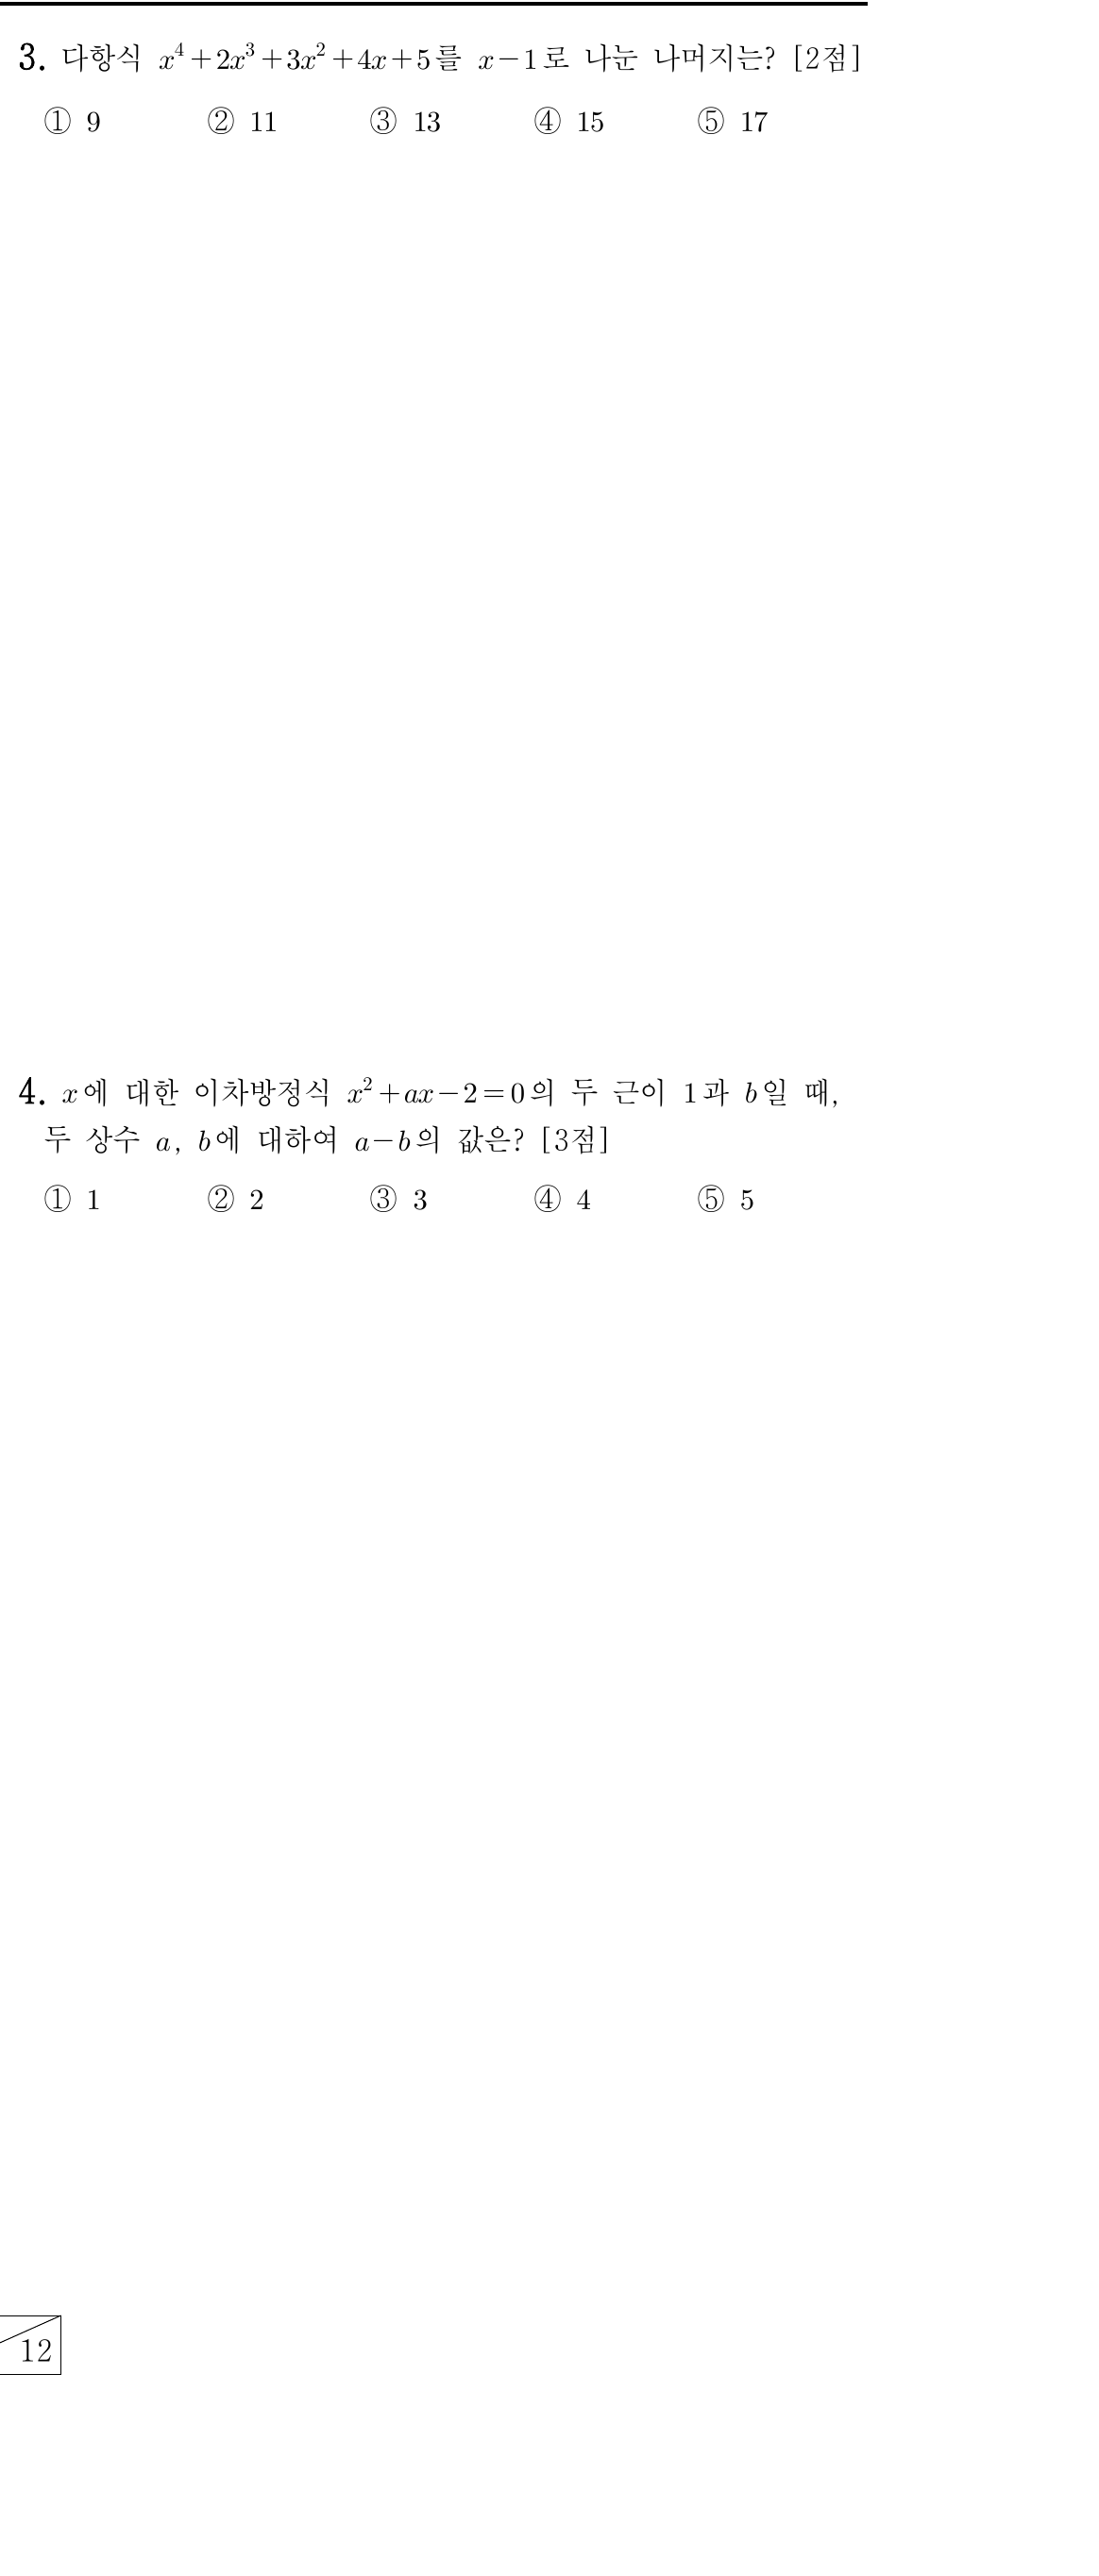 3. 다항식 x⁴+2x³+3x²+4x+5를 x-1로 나눈 나머지는? [2점]
① 9 ② 11 ③ 13 ④ 15 ⑤ 17
4. x에 대한 이차방정식 x²+ax-2=0의 두 근이 1과 b일 때,
두 상수 a, b에 대하여 a-b의 값은? [3점]
① 1 ② 2 ③ 3 ④ 4 ⑤ 5
12